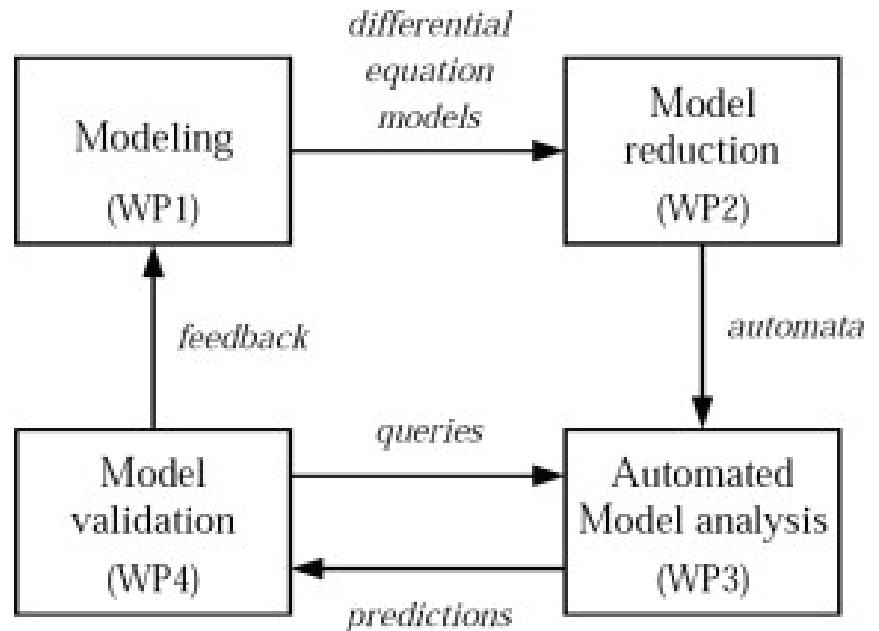 differential
equation
models
Modeling
(WP1)
Model
reduction
(WP2)
feedback
automata
queries
Model
validation
(WP4)
Automated
Model analysis
(WP3)
predictions